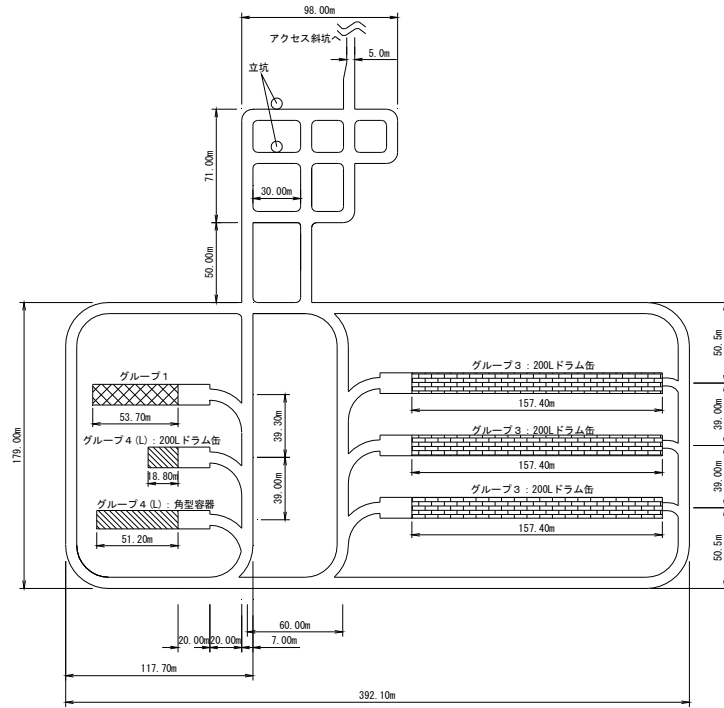 98.00m
アクセス斜坑へ
5.0m
立坑
71.00m
30.00m
50.00m
179.00m
グループ1
53.70m
グループ4(L):200Lドラム缶
18.80m
グループ4(L):角型容器
51.20m
39.30m
39.00m
グループ3:200Lドラム缶
157.40m
グループ3:200Lドラム缶
157.40m
グループ3:200Lドラム缶
157.40m
50.5m
39.00m
39.00m
50.5m
60.00m
20.00m
20.00m
7.00m
117.70m
392.10m